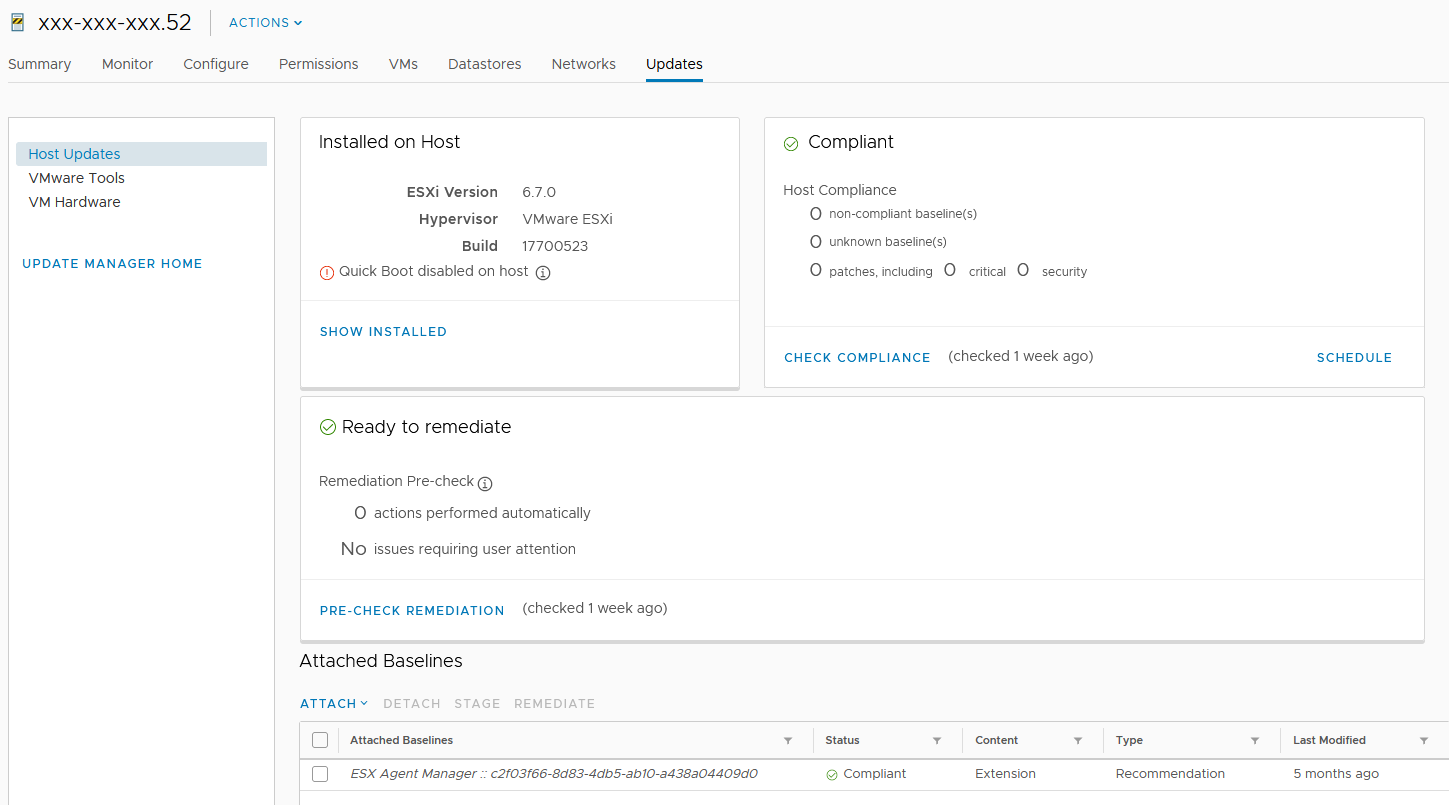 xxx-xxx-xxx.52 ACTIONS
Summary Monitor Configure Permissions VMs Datastores Networks Updates
Host Updates
VMware Tools
VM Hardware
UPDATE MANAGER HOME
Installed on Host
ESXi Version 6.7.0
Hypervisor VMware ESXi
Build 17700523
Quick Boot disabled on host
SHOW INSTALLED
Compliant
Host Compliance
0 non-compliant baseline(s)
0 unknown baseline(s)
0 patches, including 0 critical 0 security
CHECK COMPLIANCE (checked 1 week ago) SCHEDULE
Ready to remediate
Remediation Pre-check
0 actions performed automatically
No issues requiring user attention
PRE-CHECK REMEDIATION (checked 1 week ago)
Attached Baselines
ATTACH DETACH STAGE REMEDIATE
Attached Baselines Status Content Type Last Modified
ESX Agent Manager :: c2f03f66-8d83-4db5-ab10-a438a04409d0 Compliant Extension Recommendation 5 months ago